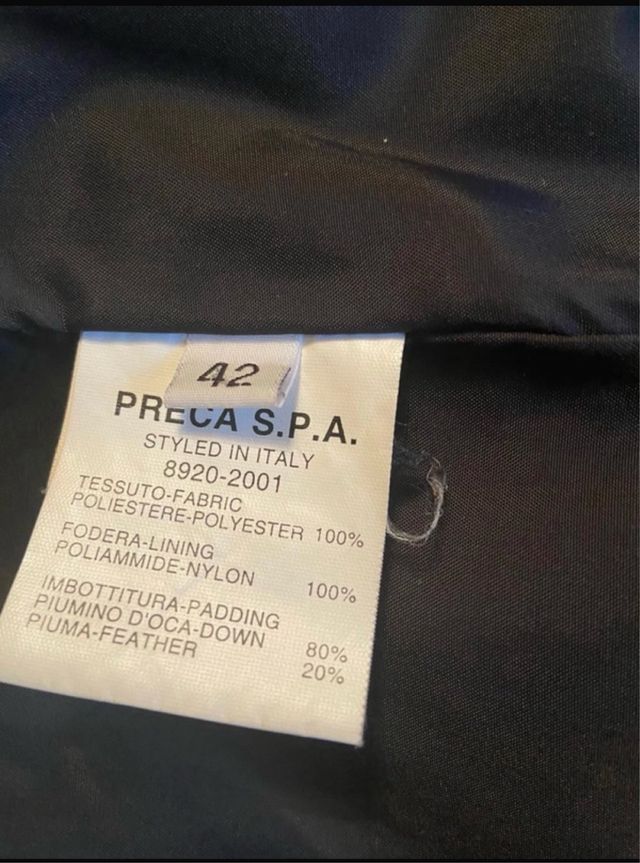 42
PRECA S.P.A.
STYLED IN ITALY
8920-2001
TESSUTO-FABRIC
POLIESTERE-POLYESTER 100%
FODERA-LINING
POLIAMMIDE-NYLON 100%
IMBOTTITURA-PADDING
PIUMINO D'OCA-DOWN 80%
PIUMA-FEATHER 20%